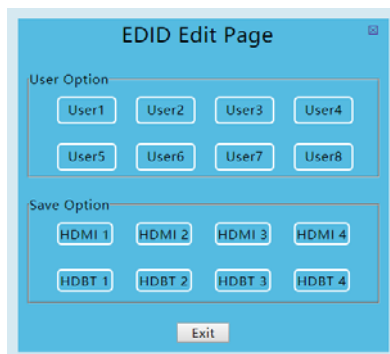 EDID Edit Page
User Option
User1 User2 User3 User4
User5 User6 User7 User8
Save Option
HDMI 1 HDMI 2 HDMI 3 HDMI 4
HDBT 1 HDBT 2 HDBT 3 HDBT 4
Exit